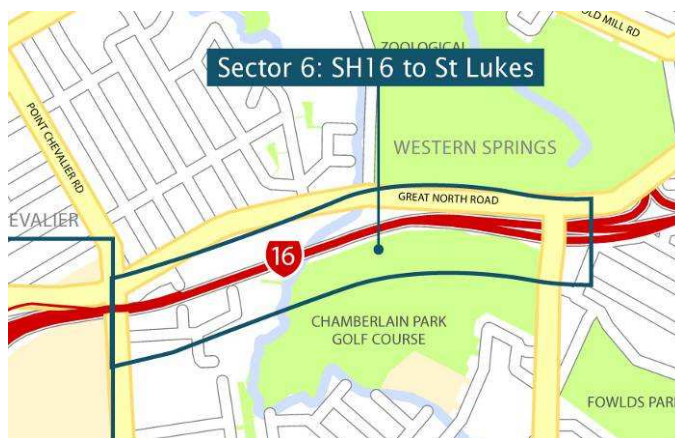 OLD MILL RD
ZOOLOGICAL
Sector 6: SH16 to St Lukes
POINT CHEVALIER RD
WESTERN SPRINGS
GREAT NORTH ROAD
EVALIER
16
CHAMBERLAIN PARK
GOLF COURSE
FOWLDS PAR